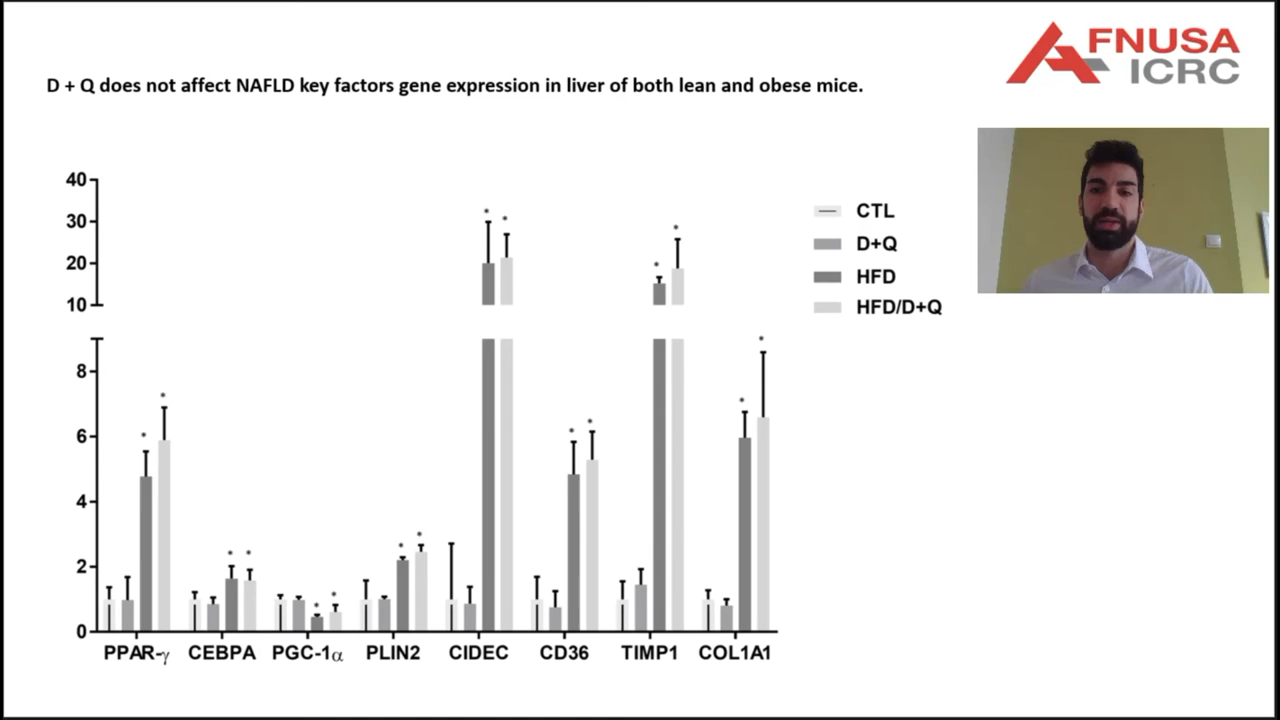 FNUSA
ICRC
D + Q does not affect NAFLD key factors gene expression in liver of both lean and obese mice.
40
30
20
10
8
6
4
2
0
* * * * * * * * * * * * * * * *
CTL
D+Q
HFD
HFD/D+Q
PPAR-γ CEBPA PGC-1α PLIN2 CIDEC CD36 TIMP1 COL1A1